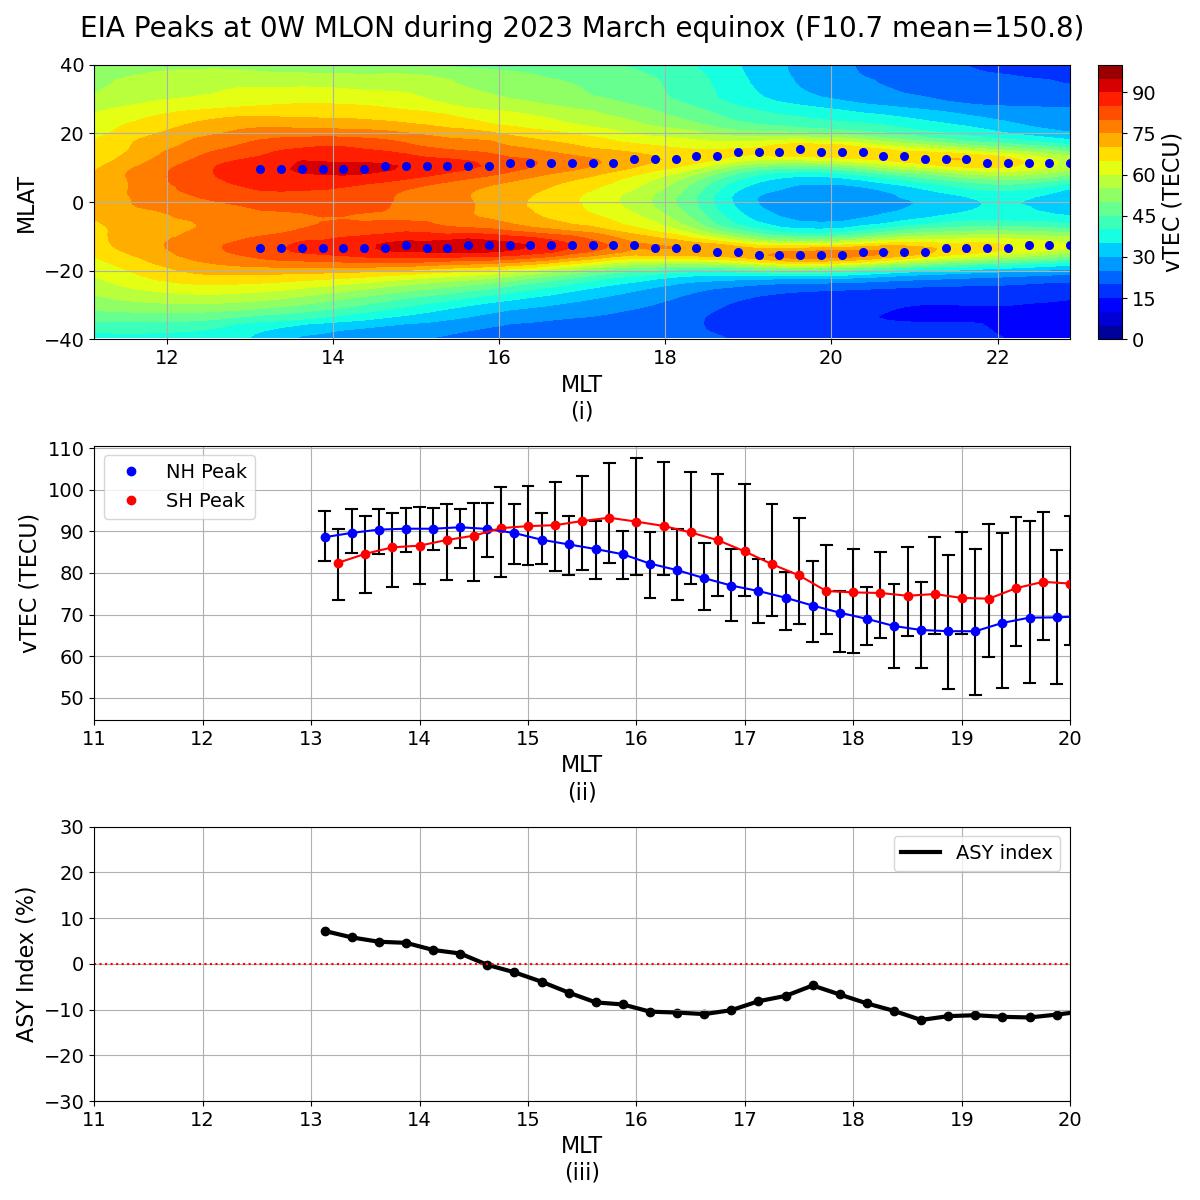 EIA Peaks at 0W MLON during 2023 March equinox (F10.7 mean=150.8)
40
20
0
−20
−40
MLAT
12 14 16 18 20 22
MLT
(i)
90
75
60
45
30
15
0
vTEC (TECU)
110
100
90
80
70
60
50
vTEC (TECU)
NH Peak
SH Peak
11 12 13 14 15 16 17 18 19 20
MLT
(ii)
30
20
10
0
−10
−20
−30
ASY Index (%)
ASY index
11 12 13 14 15 16 17 18 19 20
MLT
(iii)